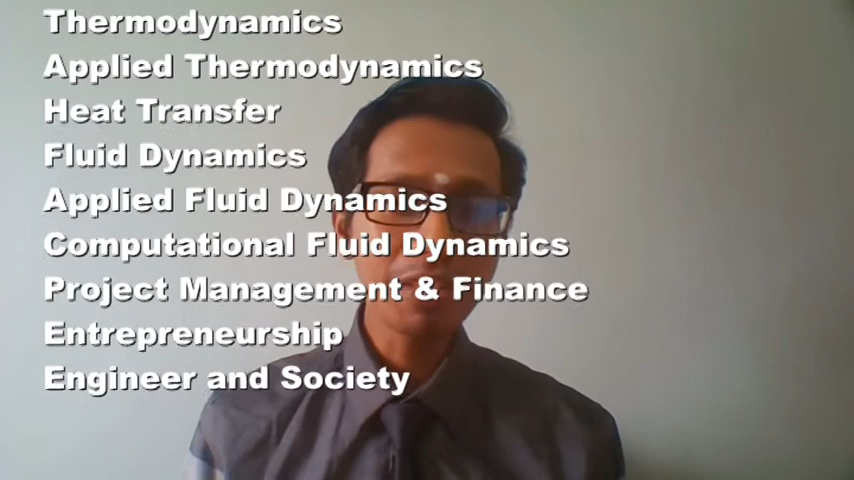 Thermodynamics
Applied Thermodynamics
Heat Transfer
Fluid Dynamics
Applied Fluid Dynamics
Computational Fluid Dynamics
Project Management & Finance
Entrepreneurship
Engineer and Society